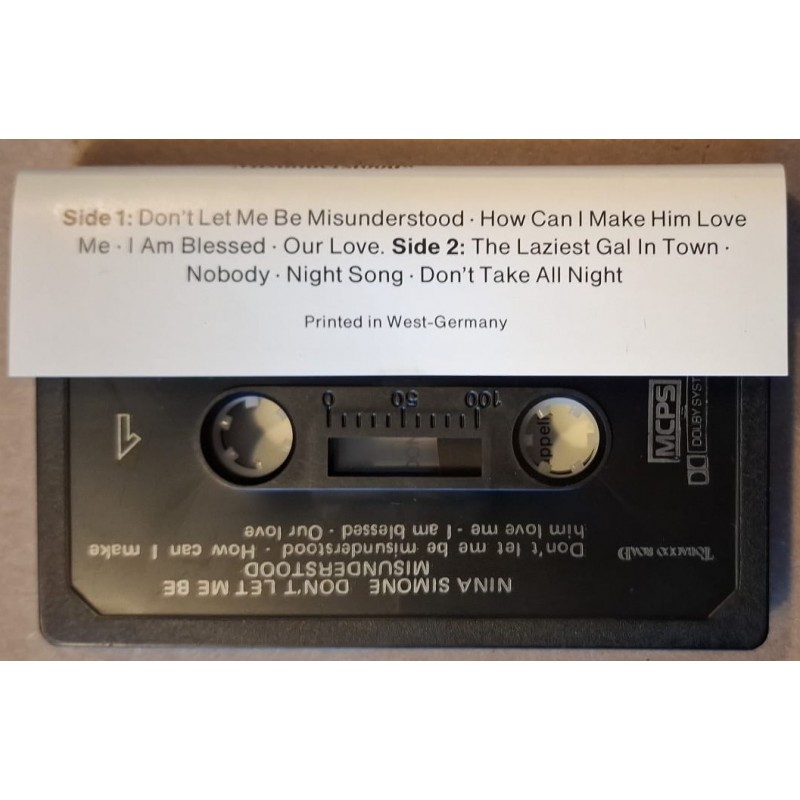 Side 1: Don't Let Me Be Misunderstood · How Can I Make Him Love
Me · I Am Blessed · Our Love. Side 2: The Laziest Gal In Town ·
Nobody · Night Song · Don't Take All Night
Printed in West-Germany
NINA SIMONE DON'T LET ME BE
MISUNDERSTOOD
Don't let me be misunderstood - How can I make
him love me - I am blessed - Our love
TOBACCO ROAD
1
0 50 100
MCPS
DOLBY SYST